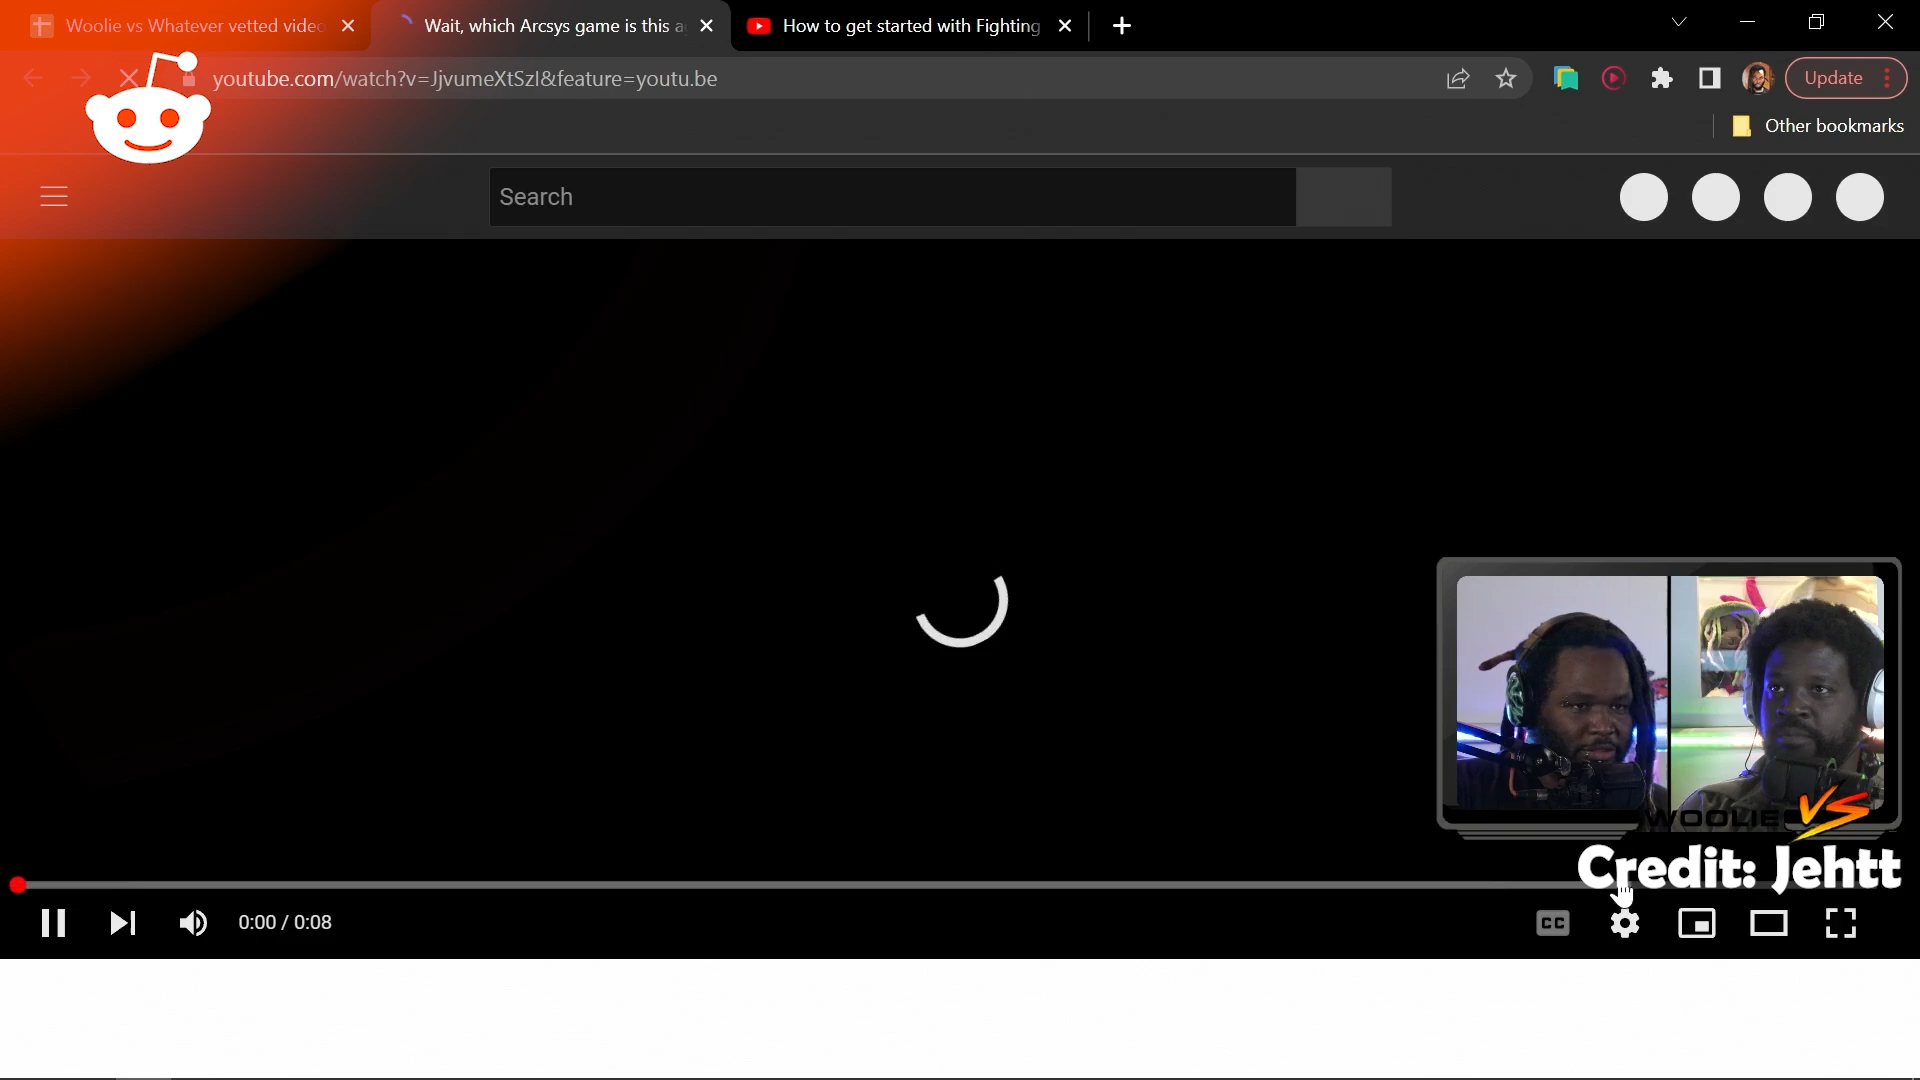 Woolie vs Whatever vetted video
Wait, which Arcsys game is this a
How to get started with Fighting
youtube.com/watch?v=JjvumeXtSzI&feature=youtu.be
Update
Other bookmarks
Search
WOOLIE VS
Credit: Jehtt
0:00 / 0:08
CC